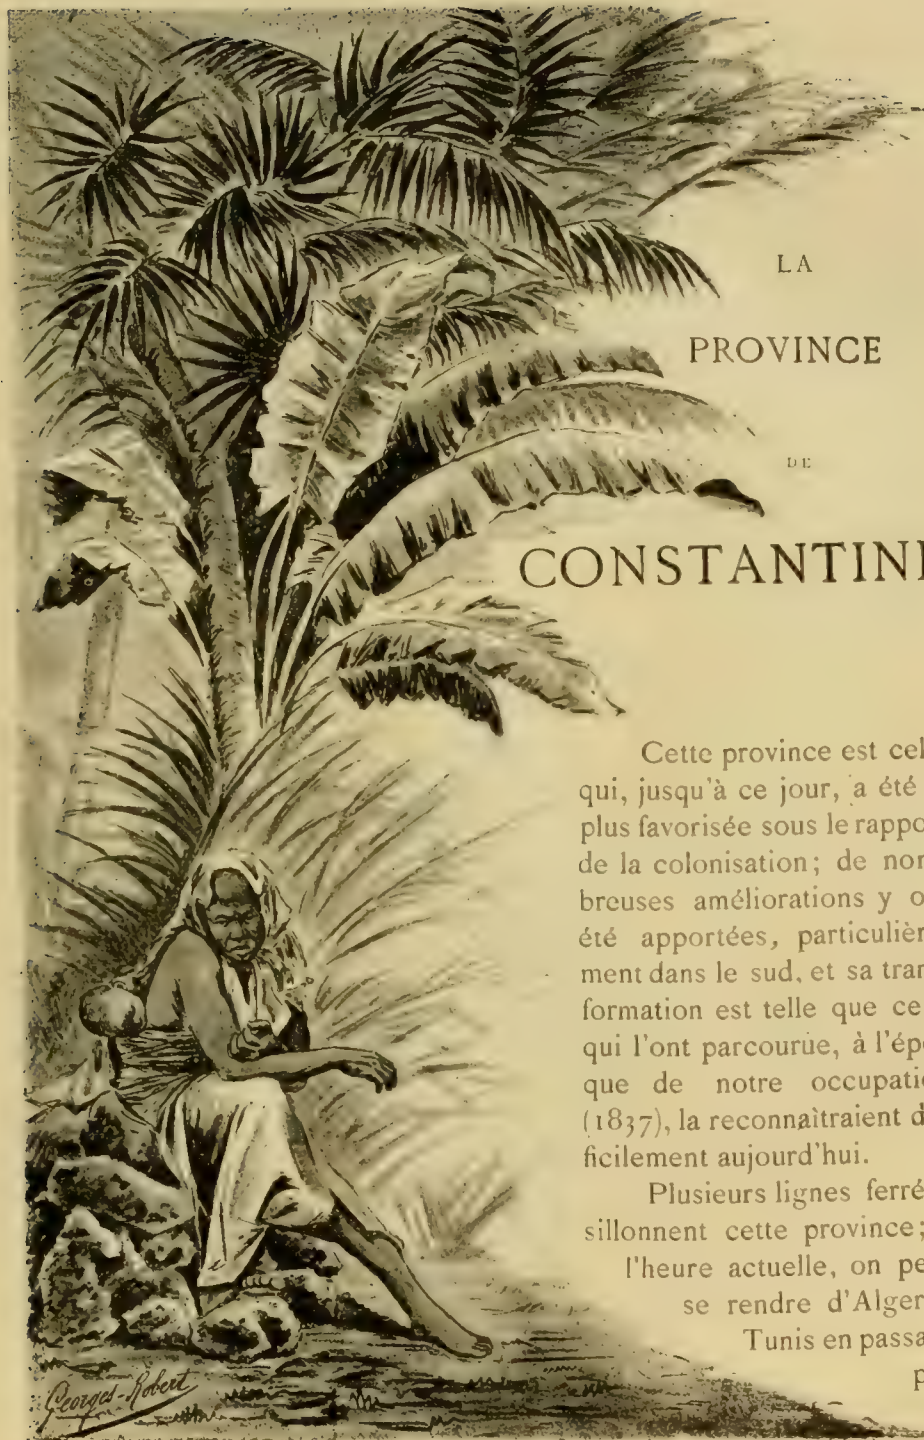 LA
PROVINCE
DE
CONSTANTIN
Cette province est cel
qui, jusqu'à ce jour, a été
plus favorisée sous le rappo
de la colonisation; de nom
breuses améliorations y o
été apportées, particulièr
ment dans le sud, et sa tran
formation est telle que ce
qui l'ont parcourue, à l'épo
que de notre occupatio
(1837), la reconnaîtraient d
ficilement aujourd'hui.
Plusieurs lignes ferré
sillonnent cette province;
l'heure actuelle, on pe
se rendre d'Alger
Tunis en passa
p
Georges-Robert